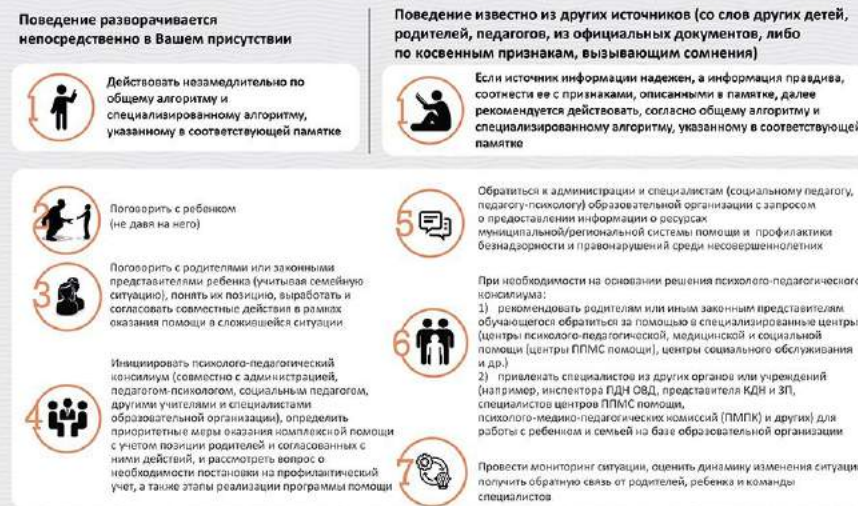 Поведение разворачивается
непосредственно в Вашем присутствии
Поведение известно из других источников (со слов других детей,
родителей, педагогов, из официальных документов, либо
по косвенным признакам, вызывающим сомнения)
1
Действовать незамедлительно по
общему алгоритму и
специализированному алгоритму,
указанному в соответствующей памятке
1
Если источник информации надежен, а информация правдива,
соотнести ее с признаками, описанными в памятке, далее
рекомендуется действовать, согласно общему алгоритму и
специализированному алгоритму, указанному в соответствующей
памятке
2
Поговорить с ребенком
(не давя на него)
3
Поговорить с родителями или законными
представителями ребенка (учитывая семейную
ситуацию), понять их позицию, выработать и
согласовать совместные действия в рамках
оказания помощи в сложившейся ситуации
4
Инициировать психолого-педагогический
консилиум (совместно с администрацией,
педагогом-психологом, социальным педагогом,
другими учителями и специалистами
образовательной организации), определить
приоритетные меры оказания комплексной помощи
с учетом позиции родителей и согласованных с
ними действий, и рассмотреть вопрос о
необходимости постановки на профилактический
учет, а также этапы реализации программы помощи
5
Обратиться к администрации и специалистам (социальному педагогу,
педагогу-психологу) образовательной организации с запросом
о предоставлении информации о ресурсах
муниципальной/региональной системы помощи и профилактики
безнадзорности и правонарушений среди несовершеннолетних
6
При необходимости на основании решения психолого-педагогического
консилиума:
1) рекомендовать родителям или иным законным представителям
обучающегося обратиться за помощью в специализированные центры
(центры психолого-педагогической, медицинской и социальной
помощи (центры ППМС помощи), центры социального обслуживания
и др.)
2) привлекать специалистов из других органов или учреждений
(например, инспектора ПДН ОВД, представителя КДН и ЗП,
специалистов центров ППМС помощи,
психолого-медико-педагогических комиссий (ПМПК) и других) для
работы с ребенком и семьей на базе образовательной организации
7
Провести мониторинг ситуации, оценить динамику изменения ситуации
получить обратную связь от родителей, ребенка и команды
специалистов